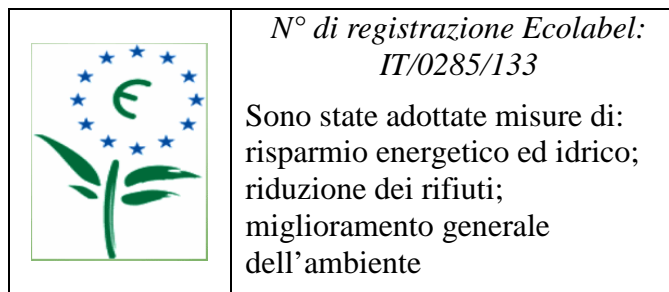 N° di registrazione Ecolabel:
IT/0285/133
Sono state adottate misure di:
risparmio energetico ed idrico;
riduzione dei rifiuti;
miglioramento generale
dell’ambiente